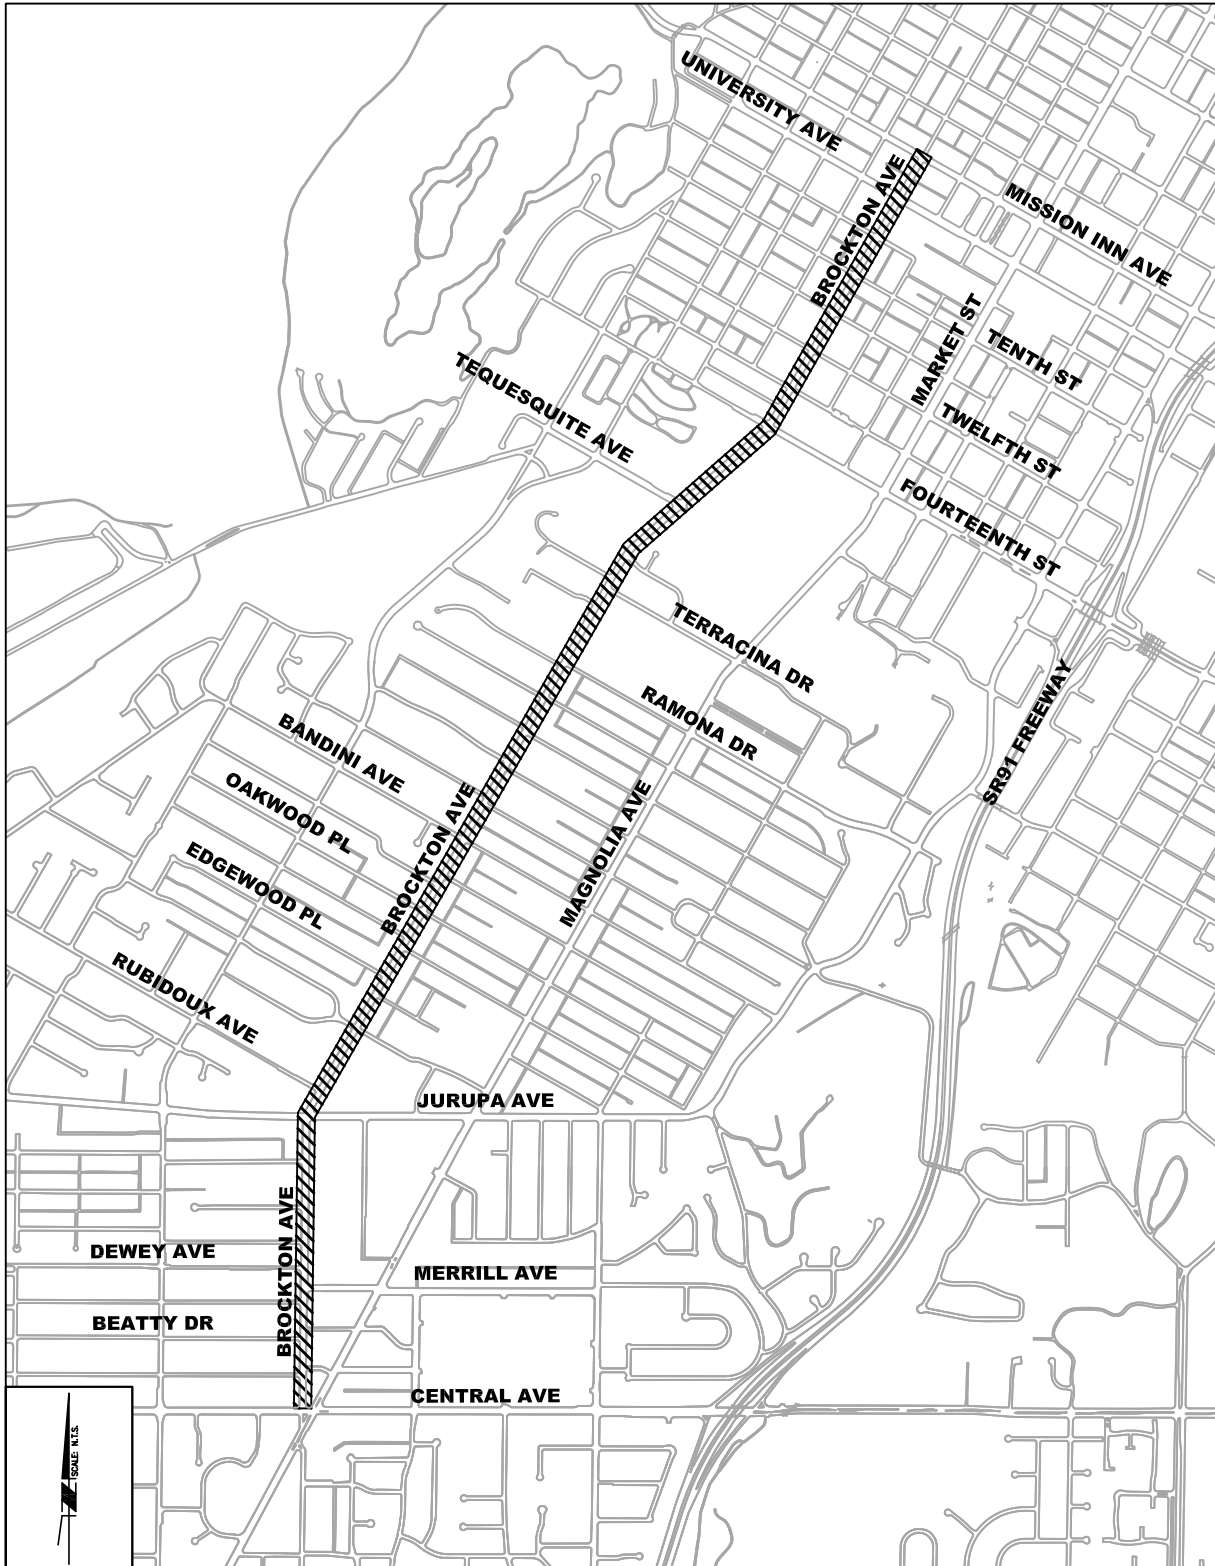 UNIVERSITY AVE
BROCKTON AVE
MISSION INN AVE
MARKET ST
TENTH ST
TEQUESQUITE AVE
TWELFTH ST
FOURTEENTH ST
TERRACINA DR
RAMONA DR
SR91 FREEWAY
BANDINI AVE
OAKWOOD PL
BROCKTON AVE
MAGNOLIA AVE
EDGEWOOD PL
RUBIDOUX AVE
JURUPA AVE
BROCKTON AVE
DEWEY AVE
MERRILL AVE
BEATTY DR
CENTRAL AVE
SCALE: N.T.S.